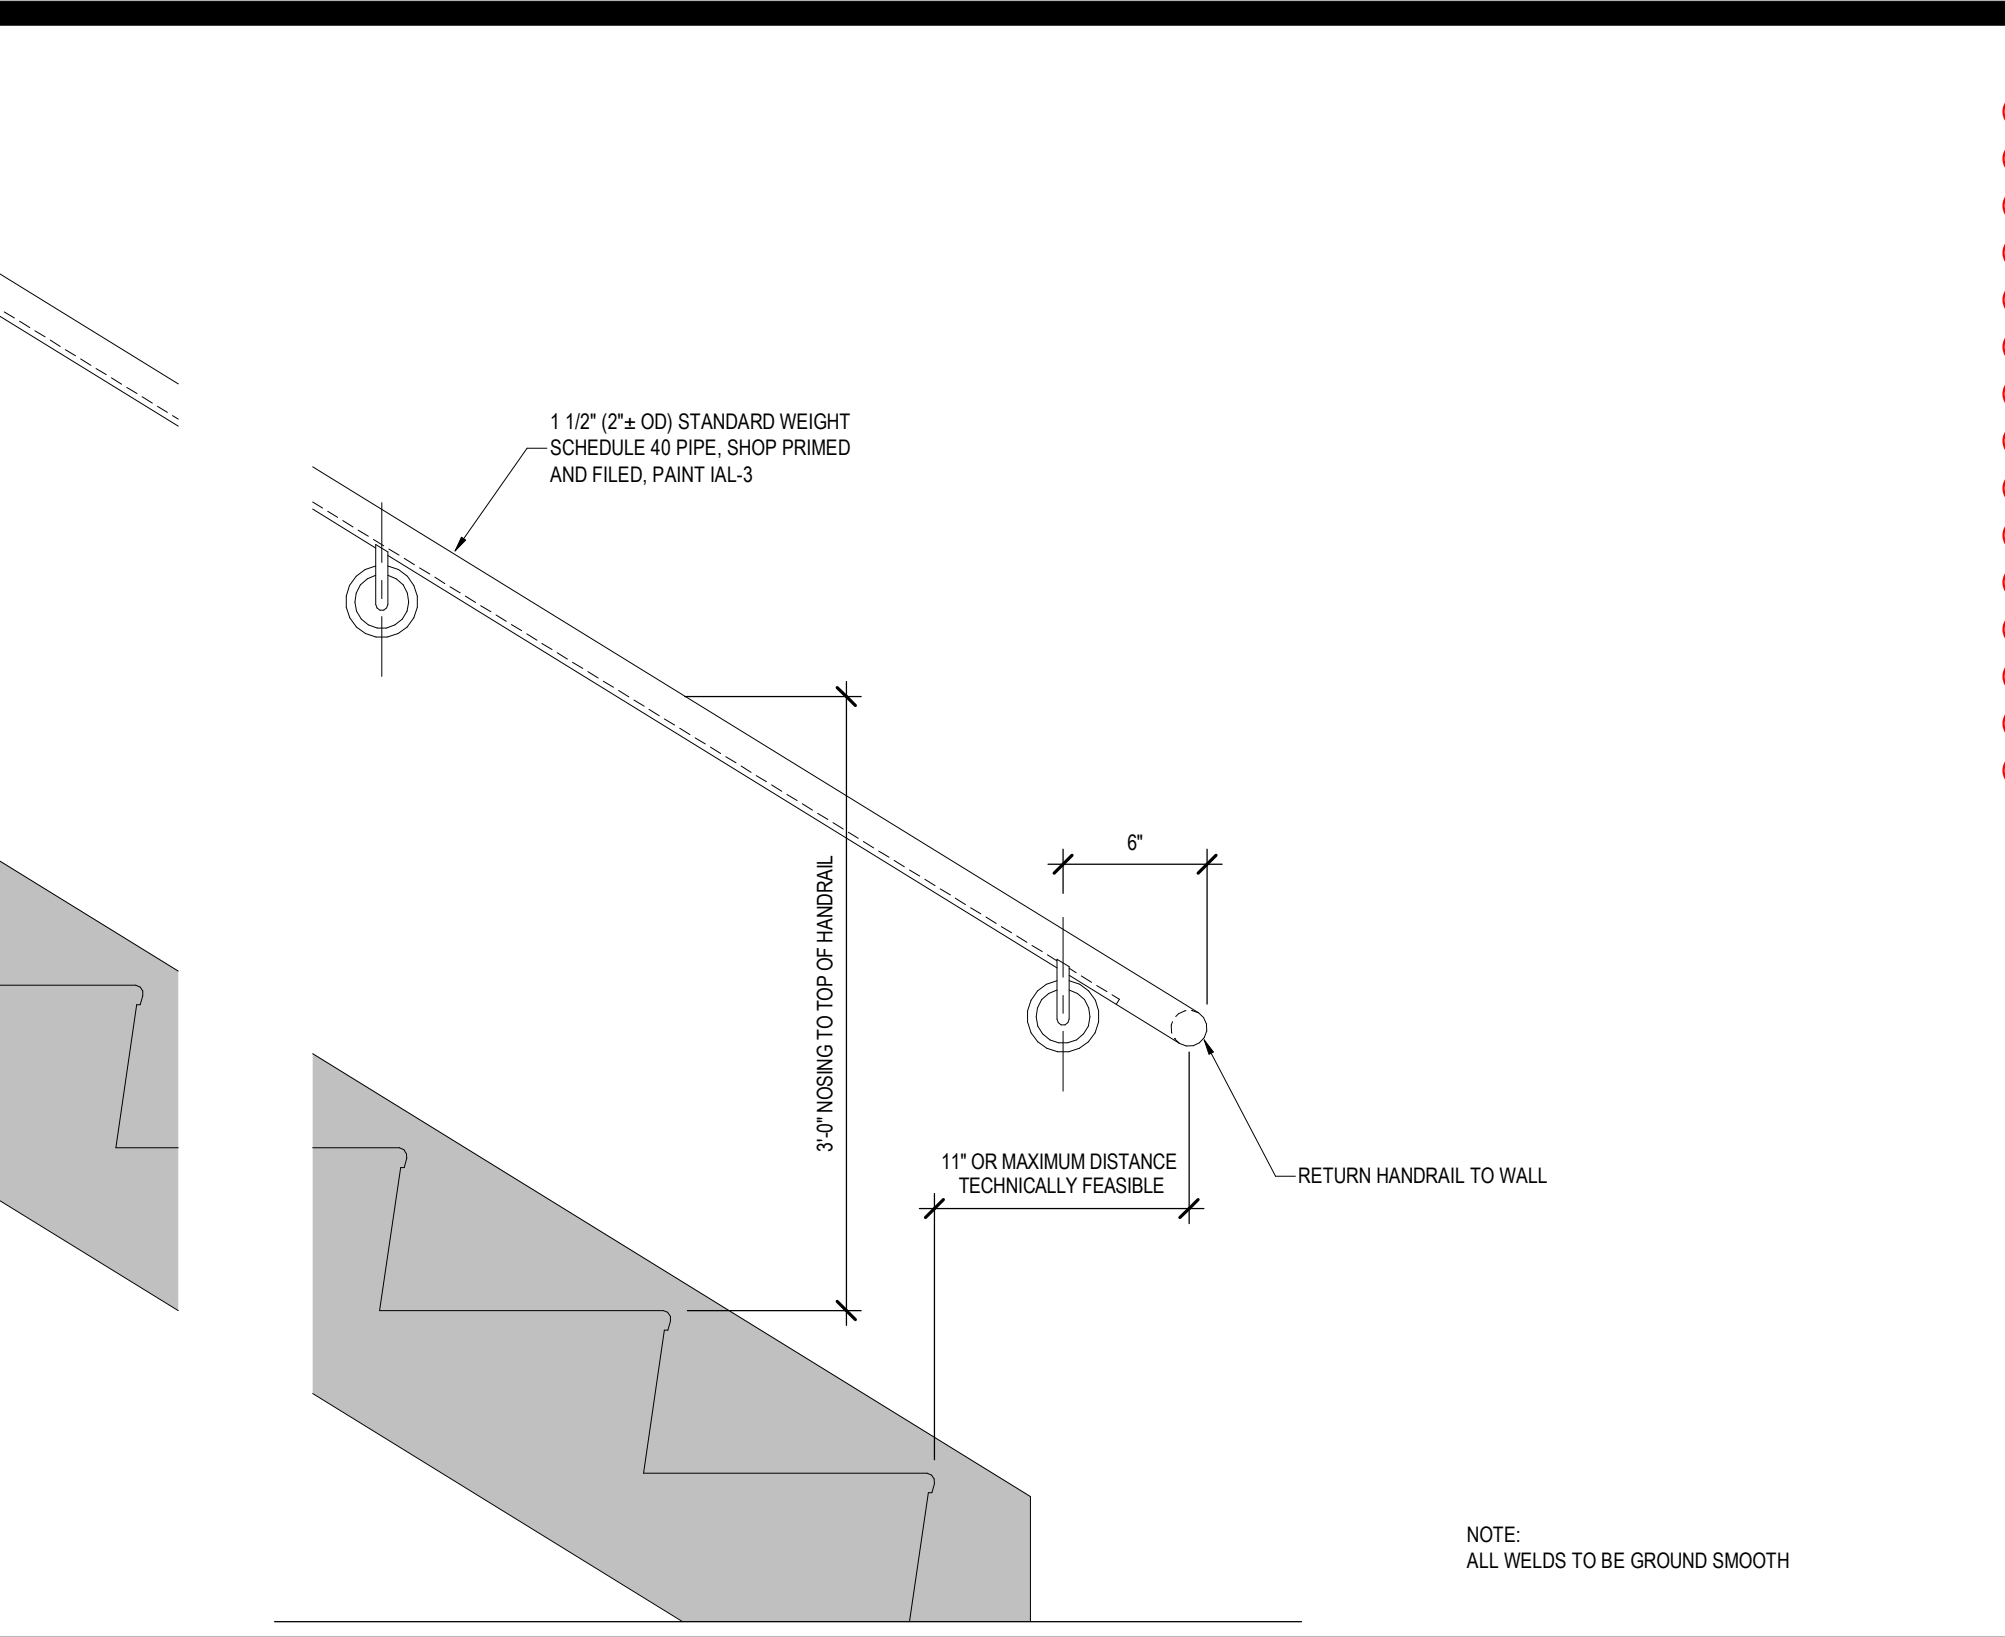 1 1/2" (2"± OD) STANDARD WEIGHT
SCHEDULE 40 PIPE, SHOP PRIMED
AND FILED, PAINT IAL-3
6"
3'-0" NOSING TO TOP OF HANDRAIL
11" OR MAXIMUM DISTANCE
TECHNICALLY FEASIBLE
RETURN HANDRAIL TO WALL
NOTE:
ALL WELDS TO BE GROUND SMOOTH